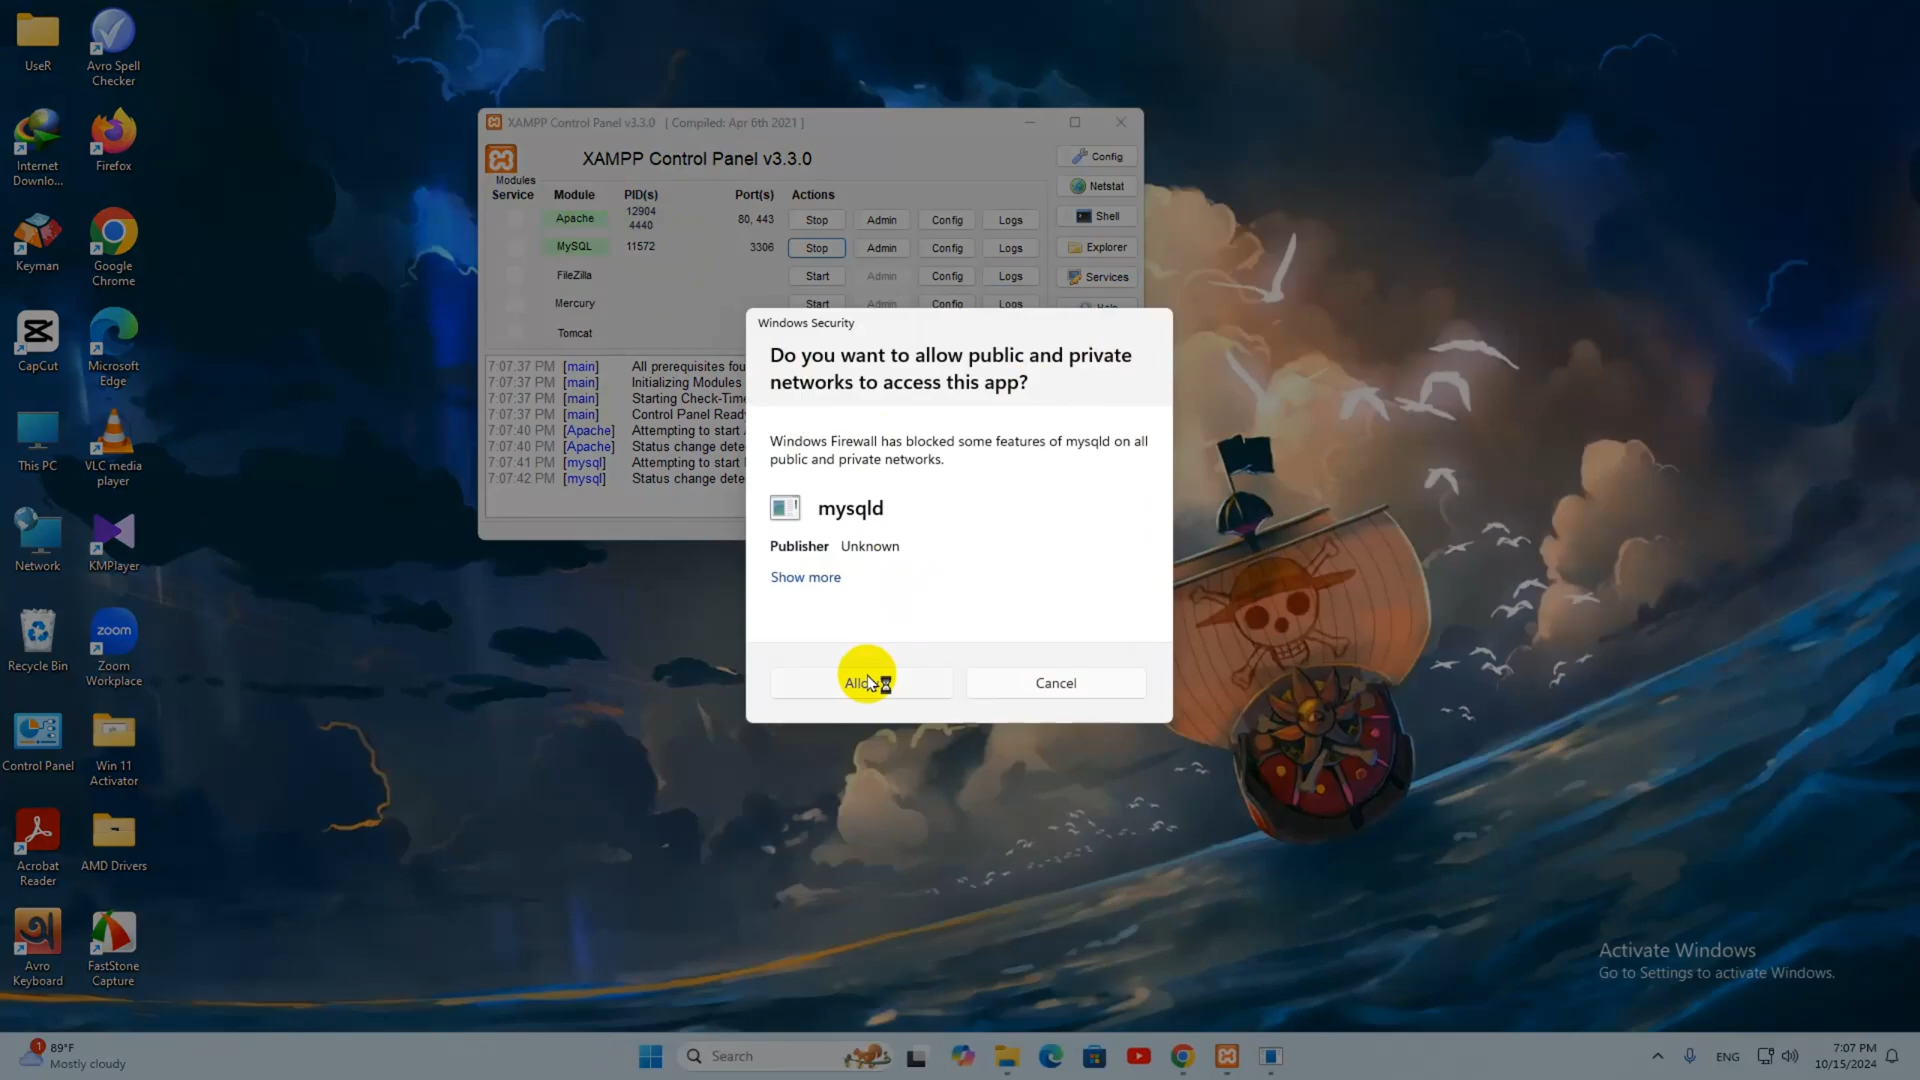 UseR
Avro Spell
Checker
Internet
Downlo...
Firefox
Keyman
Google
Chrome
CapCut
Microsoft
Edge
This PC
VLC media
player
Network
KMPlayer
zoom
Recycle Bin
Zoom
Workplace
Control Panel
Win 11
Activator
Acrobat
Reader
AMD Drivers
Avro
Keyboard
FastStone
Capture
XAMPP Control Panel v3.3.0 [ Compiled: Apr 6th 2021 ]
XAMPP Control Panel v3.3.0
Config
Modules
Service Module PID(s) Port(s) Actions
Netstat
Apache 12904 4440 80, 443 Stop Admin Config Logs
Shell
MySQL 11572 3306 Stop Admin Config Logs
Explorer
FileZilla Start Admin Config Logs
Services
Mercury Start Admin Config Logs
Help
Tomcat
7:07:37 PM [main] All prerequisites fou
7:07:37 PM [main] Initializing Modules
7:07:37 PM [main] Starting Check-Tim
7:07:37 PM [main] Control Panel Read
7:07:40 PM [Apache] Attempting to start
7:07:40 PM [Apache] Status change dete
7:07:41 PM [mysql] Attempting to start
7:07:42 PM [mysql] Status change dete
Windows Security
Do you want to allow public and private
networks to access this app?
Windows Firewall has blocked some features of mysqld on all
public and private networks.
mysqld
Publisher Unknown
Show more
Allo
Cancel
Activate Windows
Go to Settings to activate Windows.
1
89°F
Mostly cloudy
Search
ENG
7:07 PM
10/15/2024